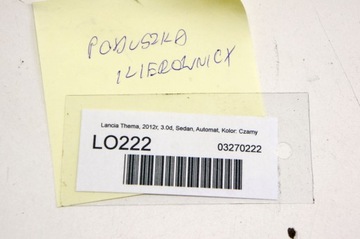 PODUSZKA
KIEROWNICY
Lancia Thema, 2012r, 3.0d, Sedan, Automat, Kolor: Czarny
LO222
03270222